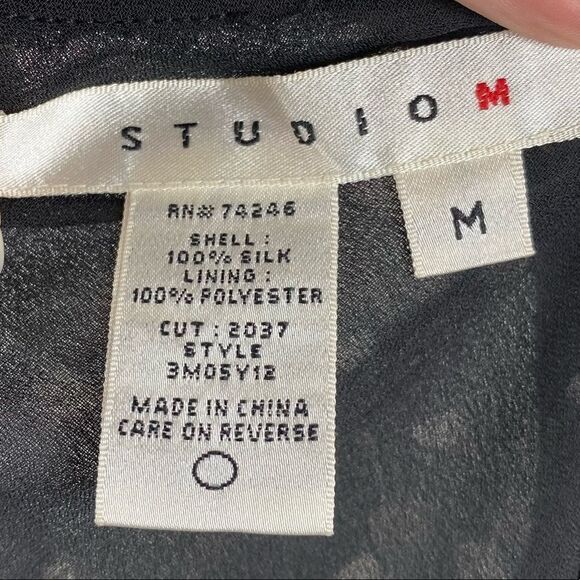 STUDIO M
M
RN# 74246
SHELL :
100% SILK
LINING :
100% POLYESTER
CUT : 2037
STYLE
3M05Y12
MADE IN CHINA
CARE ON REVERSE